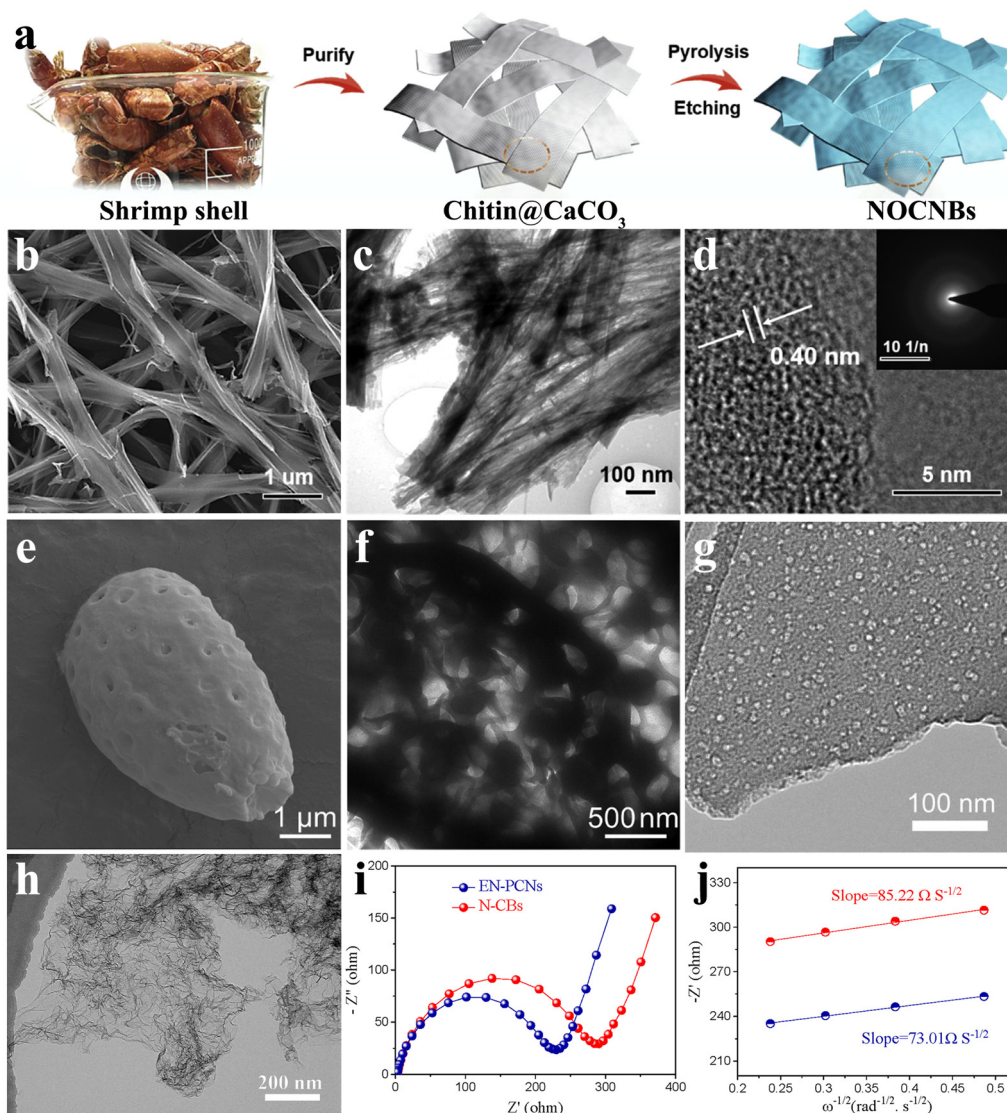 a
Purify
Pyrolysis
Etching
100
APPR
Shrimp shell
Chitin@CaCO₃
NOCNBs
b
1 um
c
100 nm
d
0.40 nm
10 1/n
5 nm
e
1 μm
f
500 nm
g
100 nm
h
200 nm
i
EN-PCNs
N-CBs
200
150
100
50
0
- Z'' (ohm)
0 100 200 300 400
Z' (ohm)
j
Slope=85.22 Ω S⁻¹/²
Slope=73.01Ω S⁻¹/²
330
300
270
240
210
-Z' (ohm)
0.2 0.25 0.3 0.35 0.4 0.45 0.5
ω⁻¹/²(rad⁻¹/². s⁻¹/²)